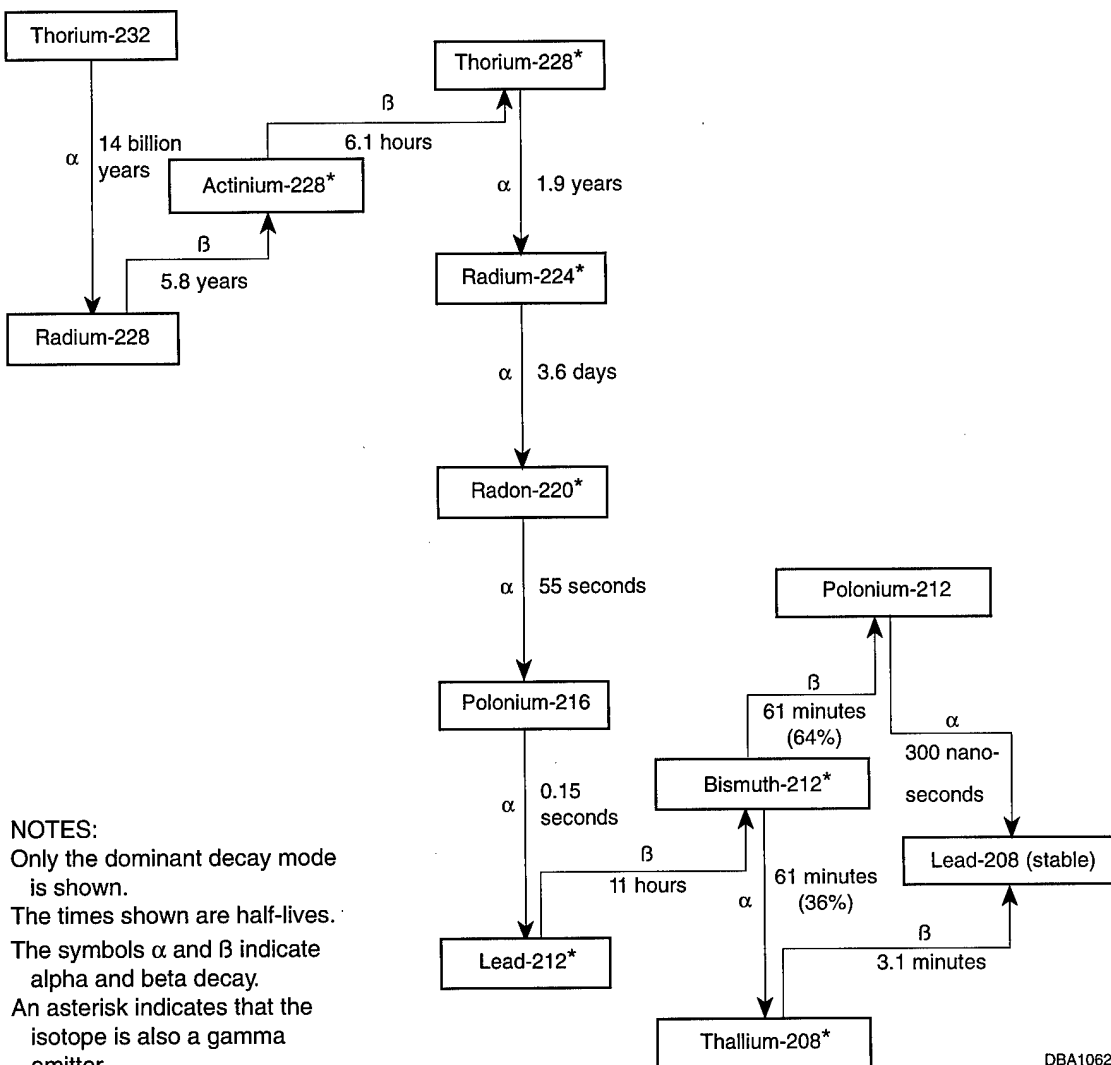 Thorium-232
Thorium-228*
β
6.1 hours
α
14 billion
years
Actinium-228*
α
1.9 years
β
5.8 years
Radium-224*
Radium-228
α
3.6 days
Radon-220*
α
55 seconds
Polonium-212
Polonium-216
β
61 minutes
(64%)
α
300 nano-
seconds
α
0.15
seconds
Bismuth-212*
β
11 hours
α
61 minutes
(36%)
Lead-208 (stable)
Lead-212*
β
3.1 minutes
Thallium-208*
NOTES:
Only the dominant decay mode
is shown.
The times shown are half-lives.
The symbols α and β indicate
alpha and beta decay.
An asterisk indicates that the
isotope is also a gamma
emitter
DBA1062